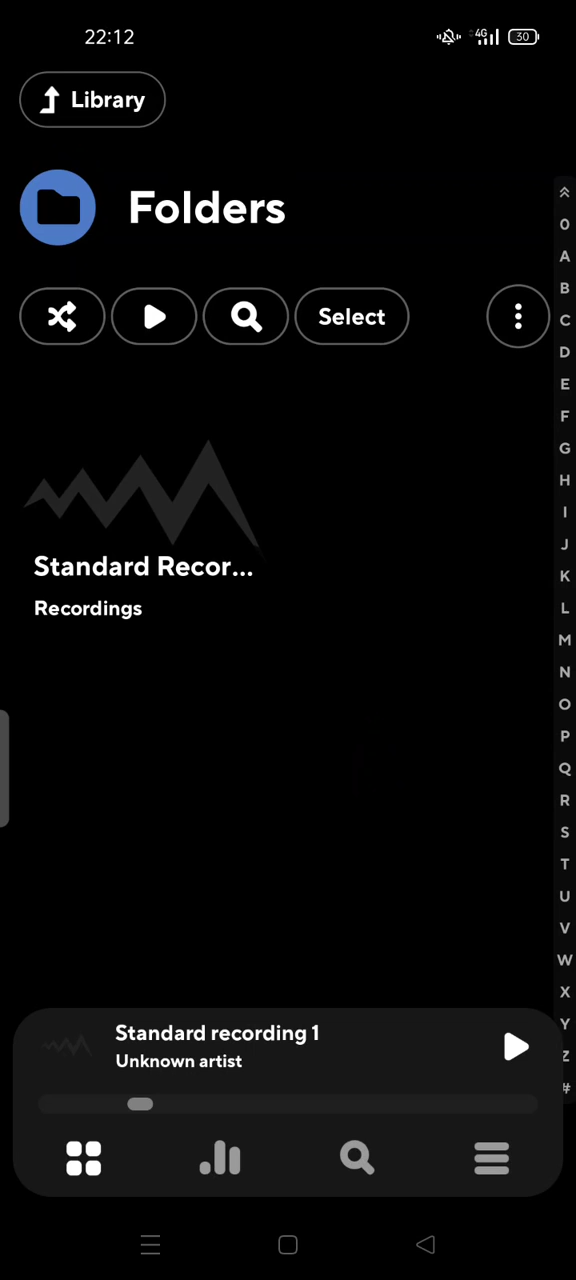 22:12
4G
30
Library
Folders
Select
Standard Recor...
Recordings
0
A
B
C
D
E
F
G
H
I
J
K
L
M
N
O
P
Q
R
S
T
U
V
W
X
Y
Z
#
Standard recording 1
Unknown artist